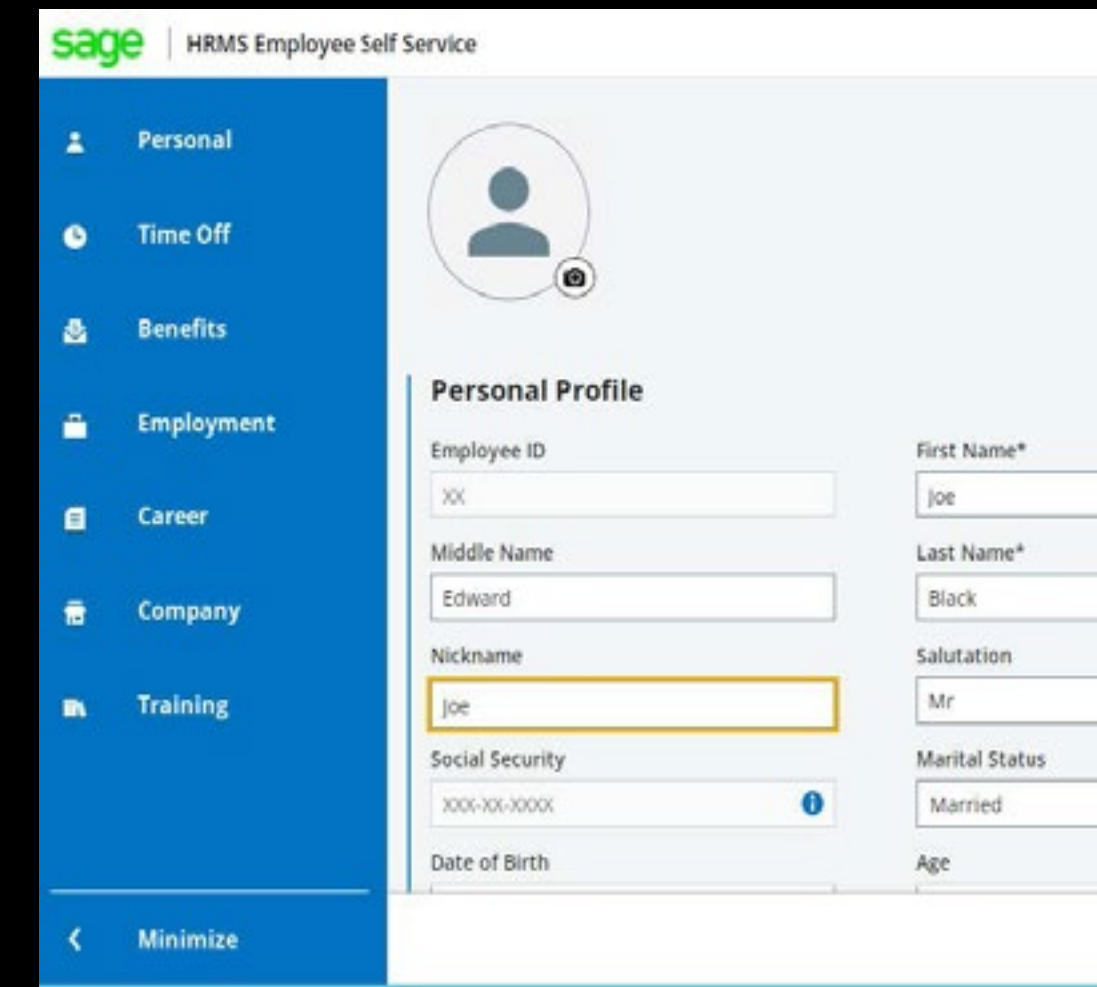 sage HRMS Employee Self Service
Personal
Time Off
Benefits
Employment
Career
Company
Training
Minimize
Personal Profile
Employee ID First Name*
XX Joe
Middle Name Last Name*
Edward Black
Nickname Salutation
Joe Mr
Social Security Marital Status
XXX-XX-XXXX Married
Date of Birth Age